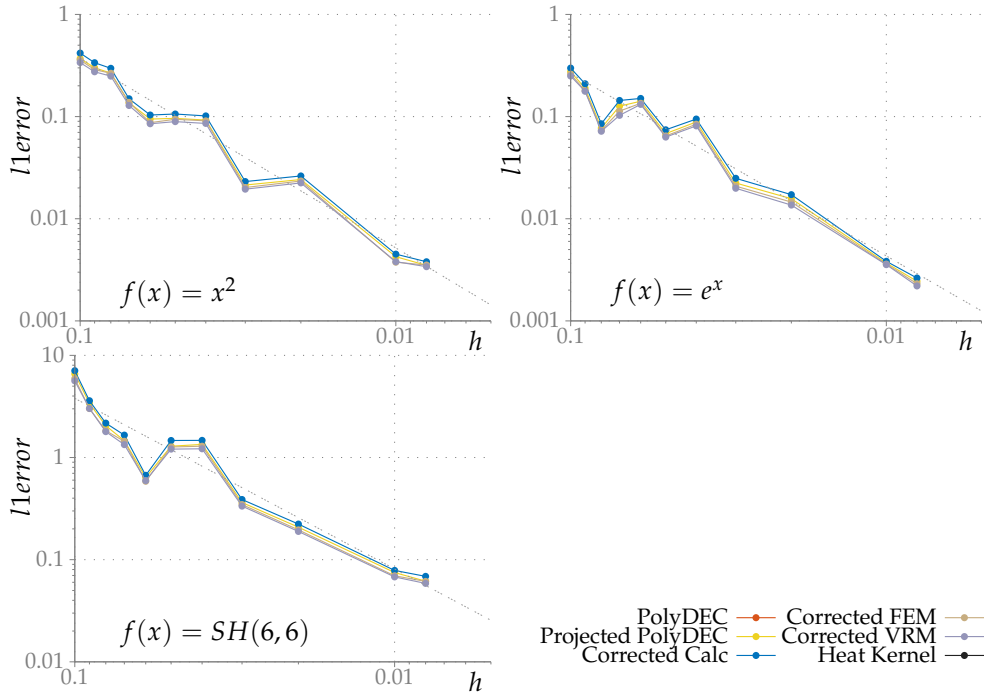 1
0.1
0.01
0.001
l1error
f(x) = x²
0.1
0.01
h
1
0.1
0.01
0.001
l1error
f(x) = eˣ
0.1
0.01
h
10
1
0.1
0.01
l1error
f(x) = SH(6,6)
0.1
0.01
h
PolyDEC
Corrected FEM
Projected PolyDEC
Corrected VRM
Corrected Calc
Heat Kernel